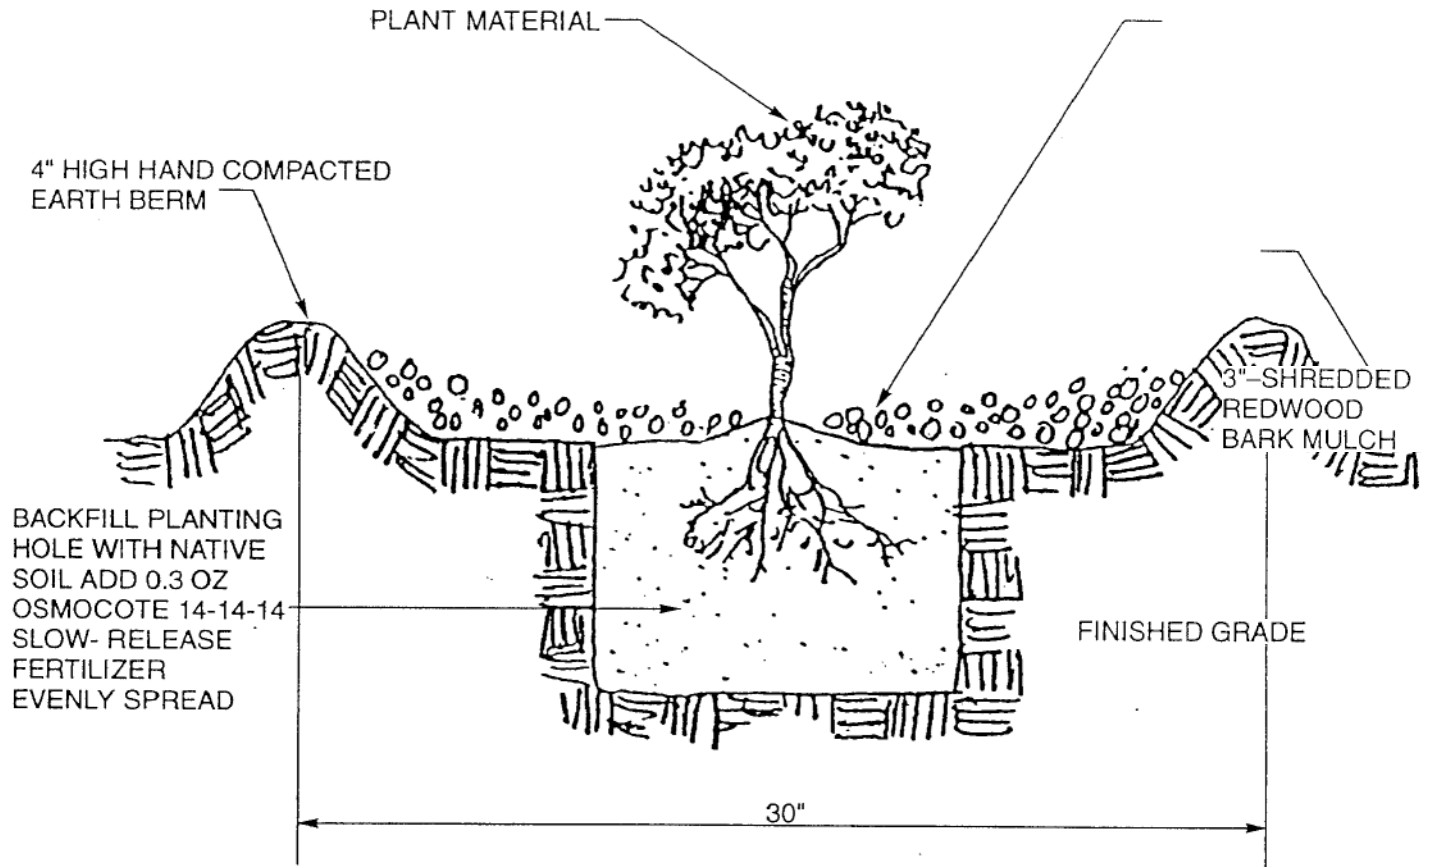 PLANT MATERIAL
4" HIGH HAND COMPACTED
EARTH BERM
3"–SHREDDED
REDWOOD
BARK MULCH
BACKFILL PLANTING
HOLE WITH NATIVE
SOIL ADD 0.3 OZ
OSMOCOTE 14-14-14
SLOW- RELEASE
FERTILIZER
EVENLY SPREAD
FINISHED GRADE
30"